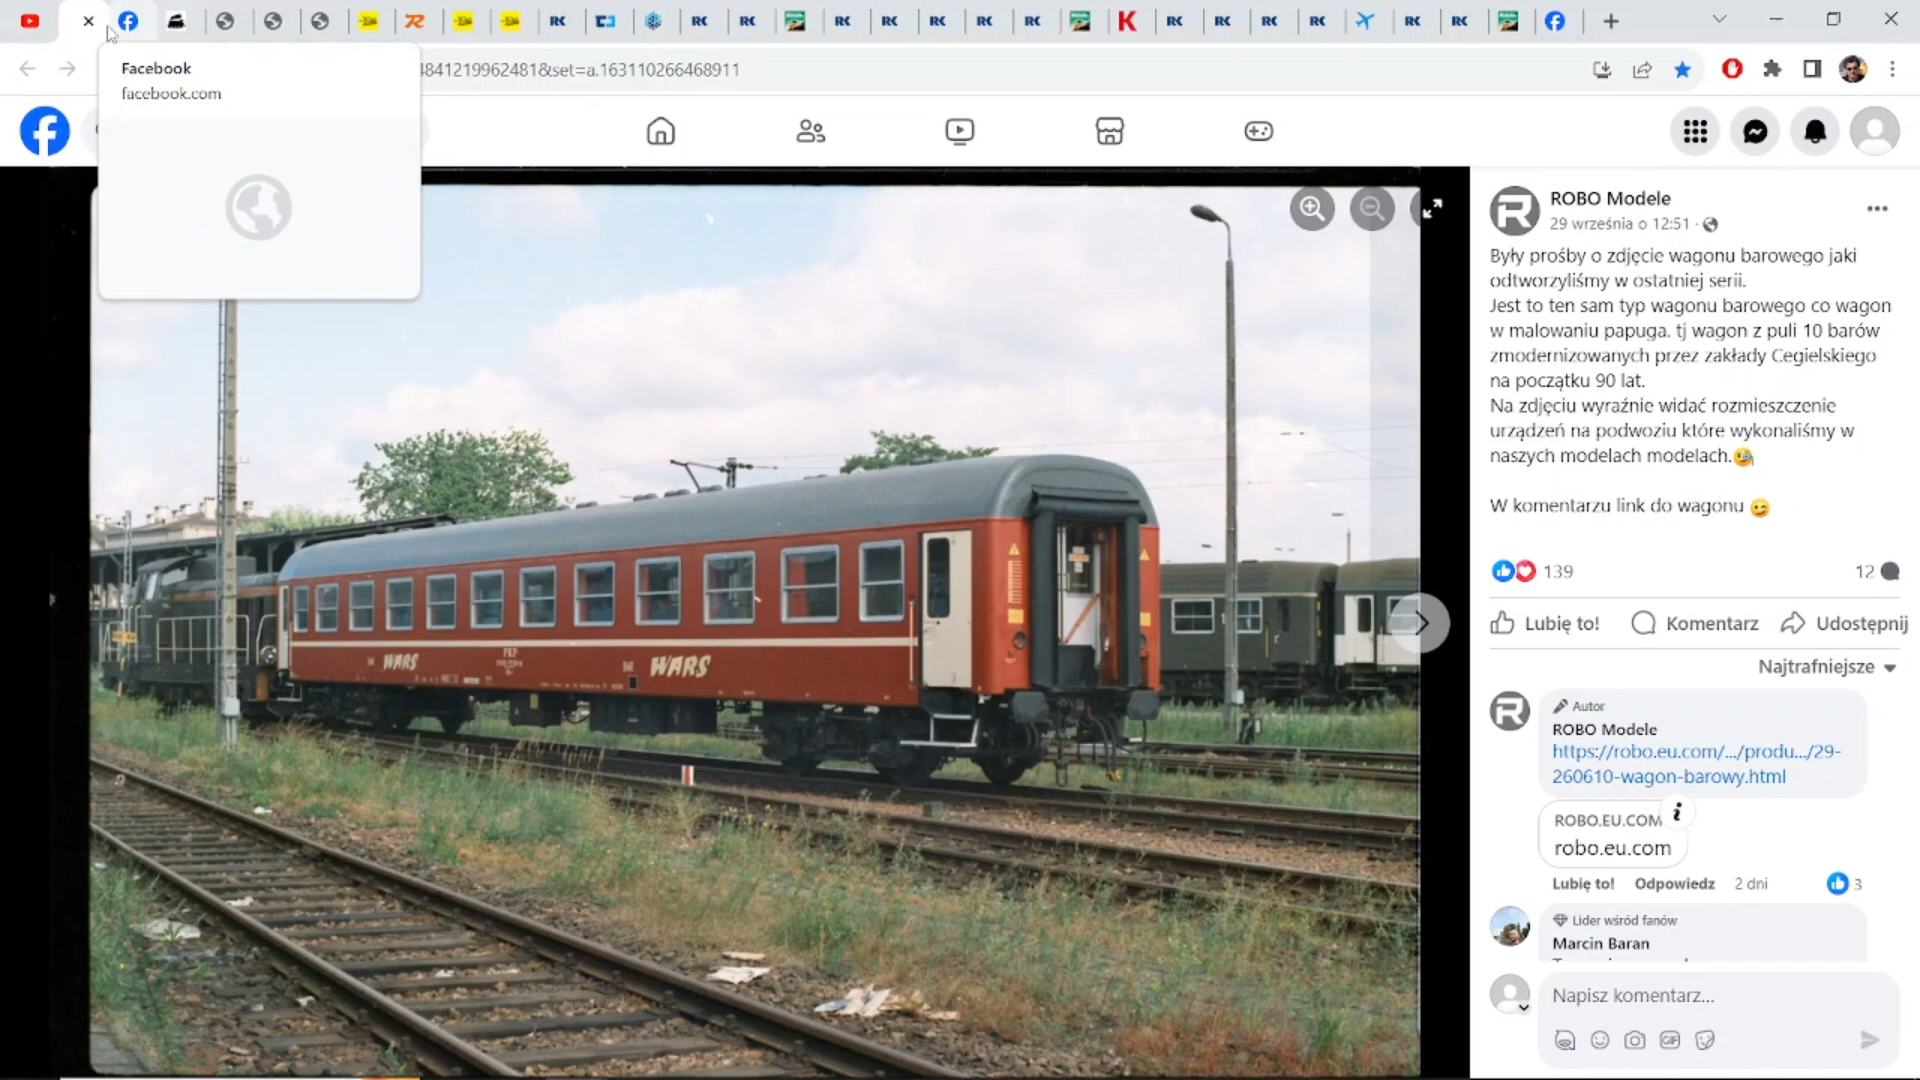 Facebook
facebook.com
4841219962481&set=a.163110266468911
ROBO Modele
29 września o 12:51
Były prośby o zdjęcie wagonu barowego jaki
odtworzyliśmy w ostatniej serii.
Jest to ten sam typ wagonu barowego co wagon
w malowaniu papuga. tj wagon z puli 10 barów
zmodernizowanych przez zakłady Cegielskiego
na początku 90 lat.
Na zdjęciu wyraźnie widać rozmieszczenie
urządzeń na podwoziu które wykonaliśmy w
naszych modelach modelach.
W komentarzu link do wagonu
139
12
Lubię to!
Komentarz
Udostępnij
Najtrafniejsze
Autor
ROBO Modele
https://robo.eu.com/.../produ.../29-
260610-wagon-barowy.html
ROBO.EU.COM
robo.eu.com
Lubię to! Odpowiedz 2 dni
3
Lider wśród fanów
Marcin Baran
Napisz komentarz...
GIF
BAR WARS
PKP
BAR WARS